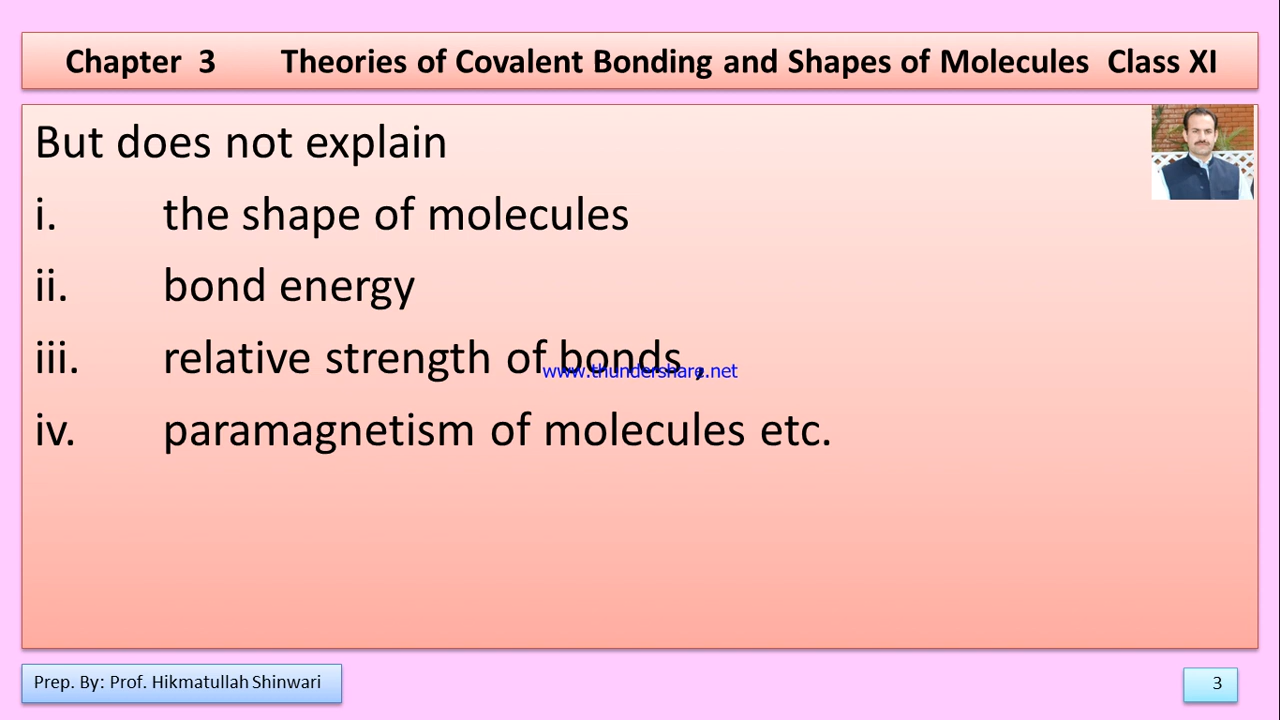 Chapter 3 Theories of Covalent Bonding and Shapes of Molecules Class XI
But does not explain
i. the shape of molecules
ii. bond energy
iii. relative strength of bonds ,
www.thundershare.net
iv. paramagnetism of molecules etc.
Prep. By: Prof. Hikmatullah Shinwari
3